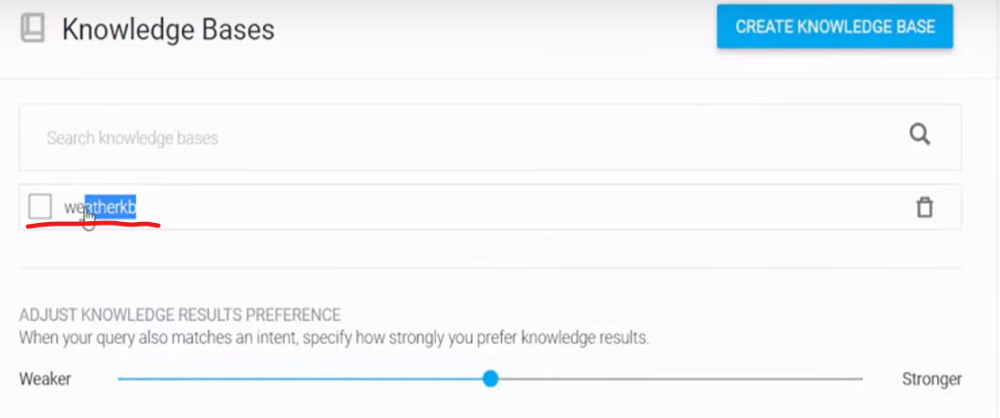 Knowledge Bases
CREATE KNOWLEDGE BASE
Search knowledge bases
weatherkb
ADJUST KNOWLEDGE RESULTS PREFERENCE
When your query also matches an intent, specify how strongly you prefer knowledge results.
Weaker
Stronger